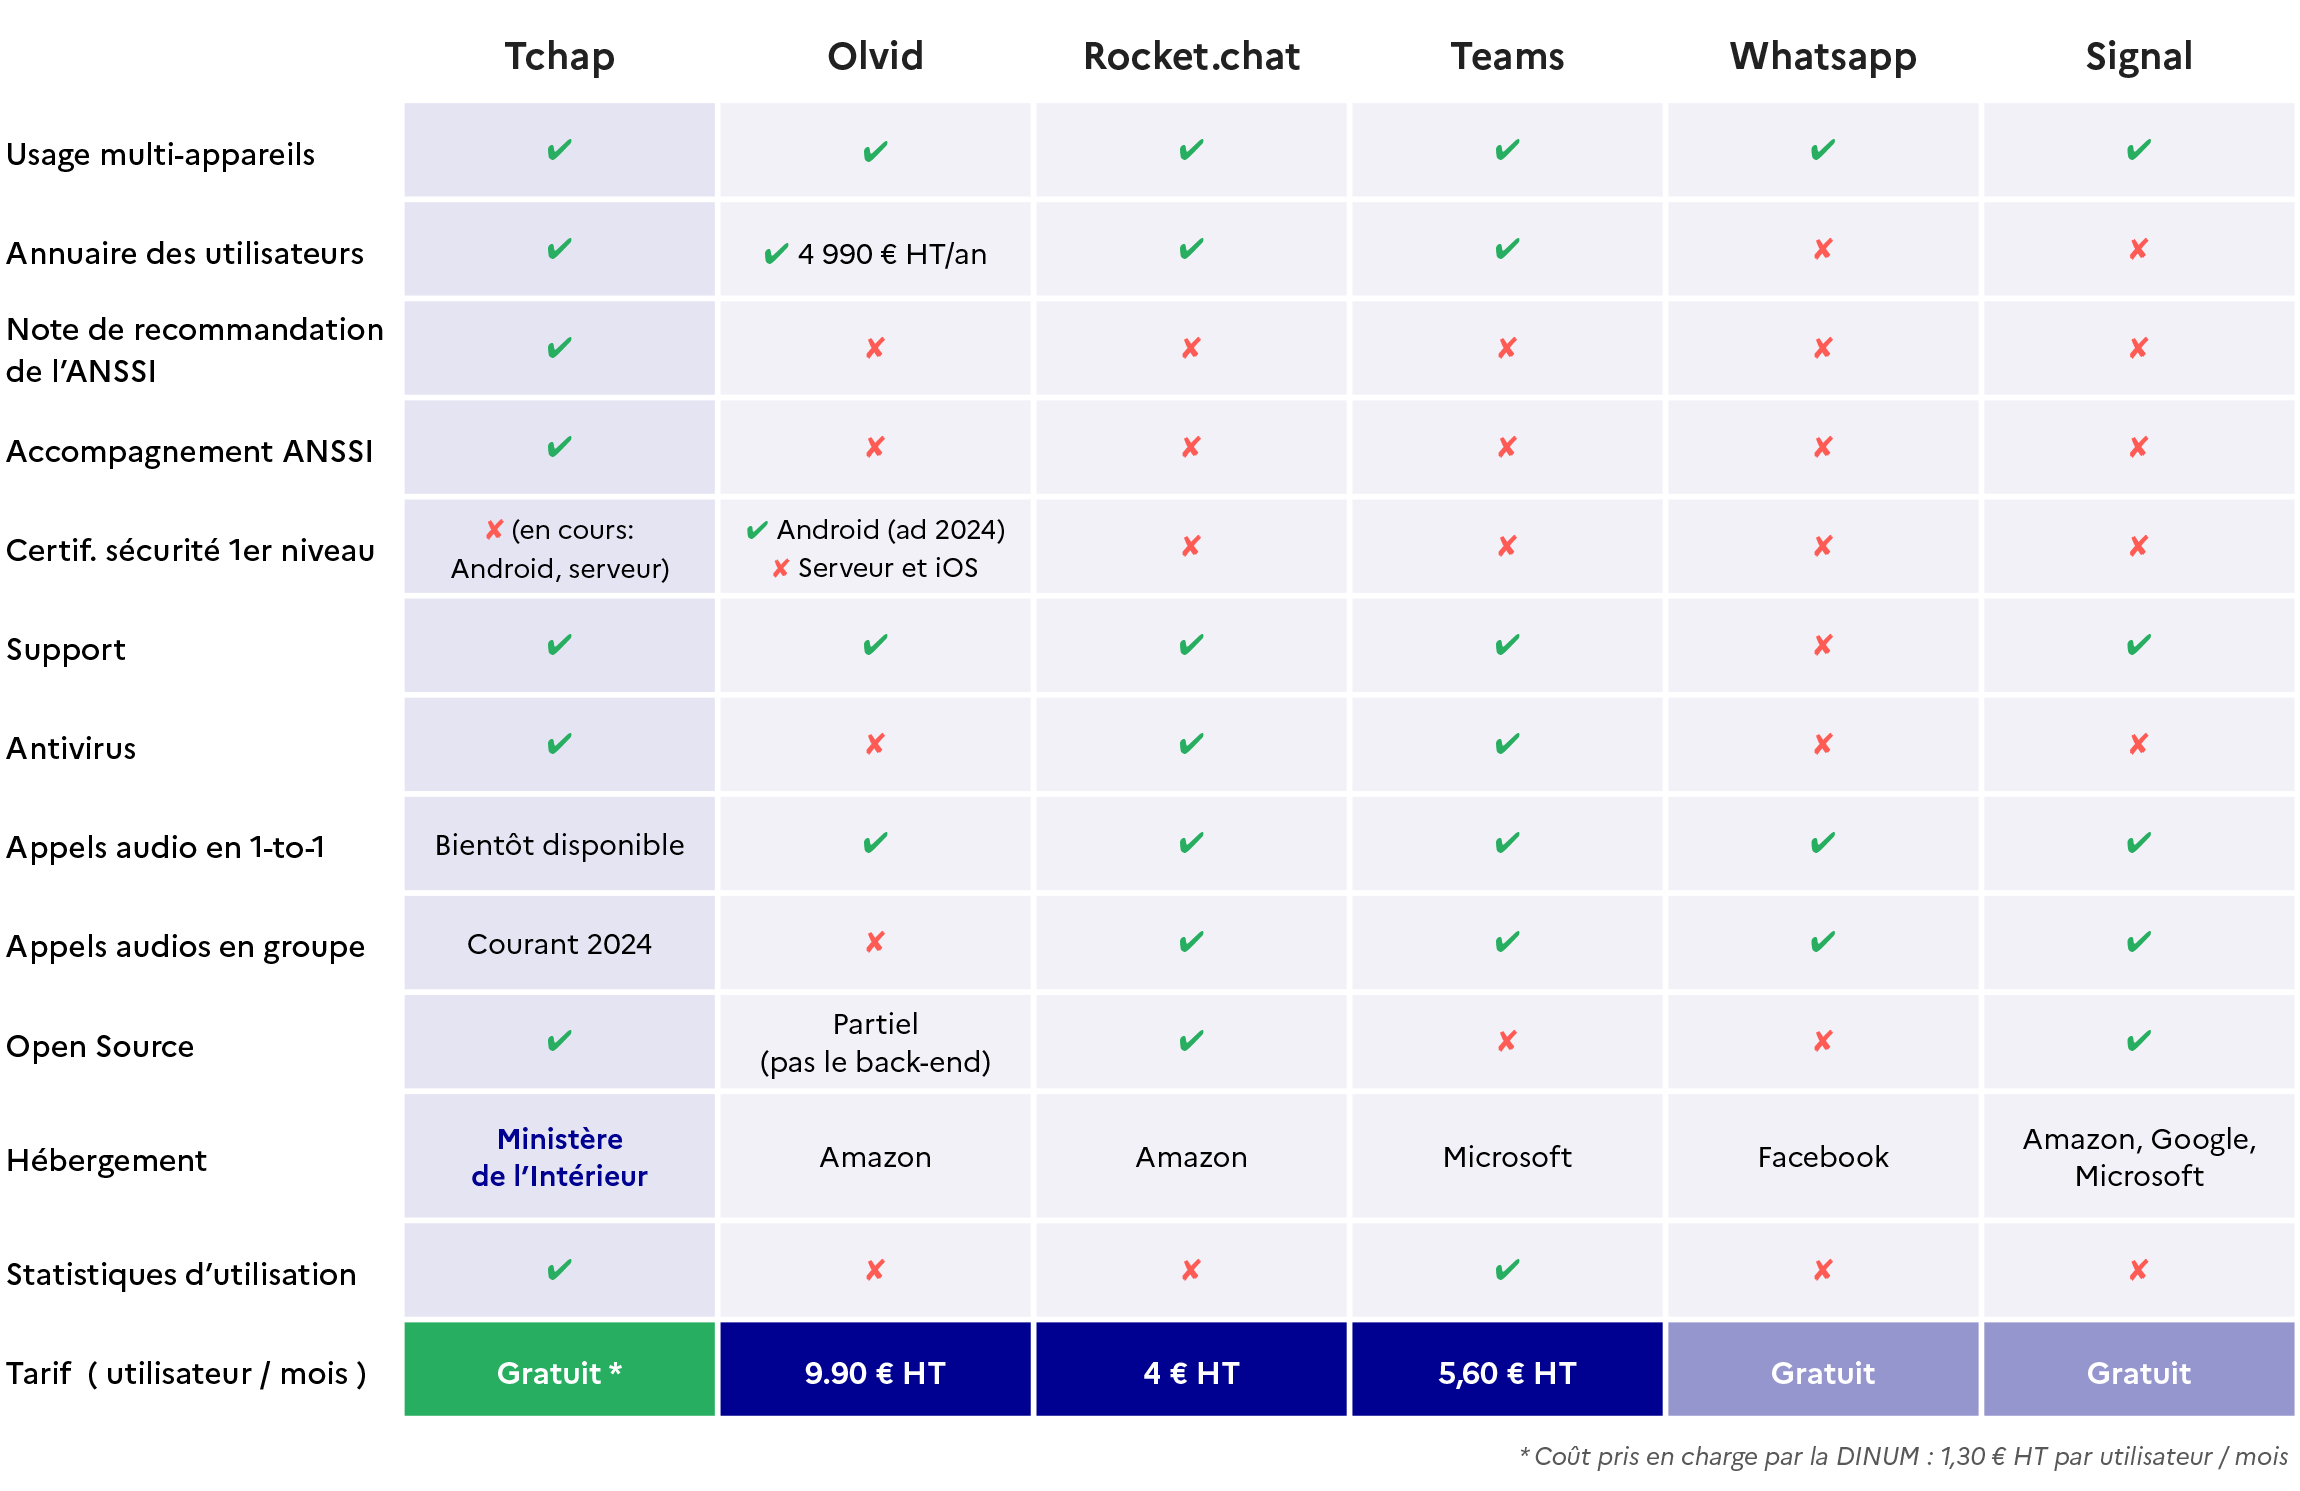 Tchap Olvid Rocket.chat Teams Whatsapp Signal
Usage multi-appareils ✔ ✔ ✔ ✔ ✔ ✔
Annuaire des utilisateurs ✔ ✔ 4 990 € HT/an ✔ ✔ ✘ ✘
Note de recommandation
de l’ANSSI ✔ ✘ ✘ ✘ ✘ ✘
Accompagnement ANSSI ✔ ✘ ✘ ✘ ✘ ✘
Certif. sécurité 1er niveau
✘ (en cours:
Android, serveur)
✔ Android (ad 2024)
✘ Serveur et iOS
✘ ✘ ✘ ✘
Support ✔ ✔ ✔ ✔ ✘ ✔
Antivirus ✔ ✘ ✔ ✔ ✘ ✘
Appels audio en 1-to-1 Bientôt disponible ✔ ✔ ✔ ✔ ✔
Appels audios en groupe Courant 2024 ✘ ✔ ✔ ✔ ✔
Open Source ✔
Partiel
(pas le back-end)
✔ ✘ ✘ ✔
Hébergement
Ministère
de l’Intérieur
Amazon Amazon Microsoft Facebook
Amazon, Google,
Microsoft
Statistiques d’utilisation ✔ ✘ ✘ ✔ ✘ ✘
Tarif ( utilisateur / mois ) Gratuit * 9.90 € HT 4 € HT 5,60 € HT Gratuit Gratuit
* Coût pris en charge par la DINUM : 1,30 € HT par utilisateur / mois